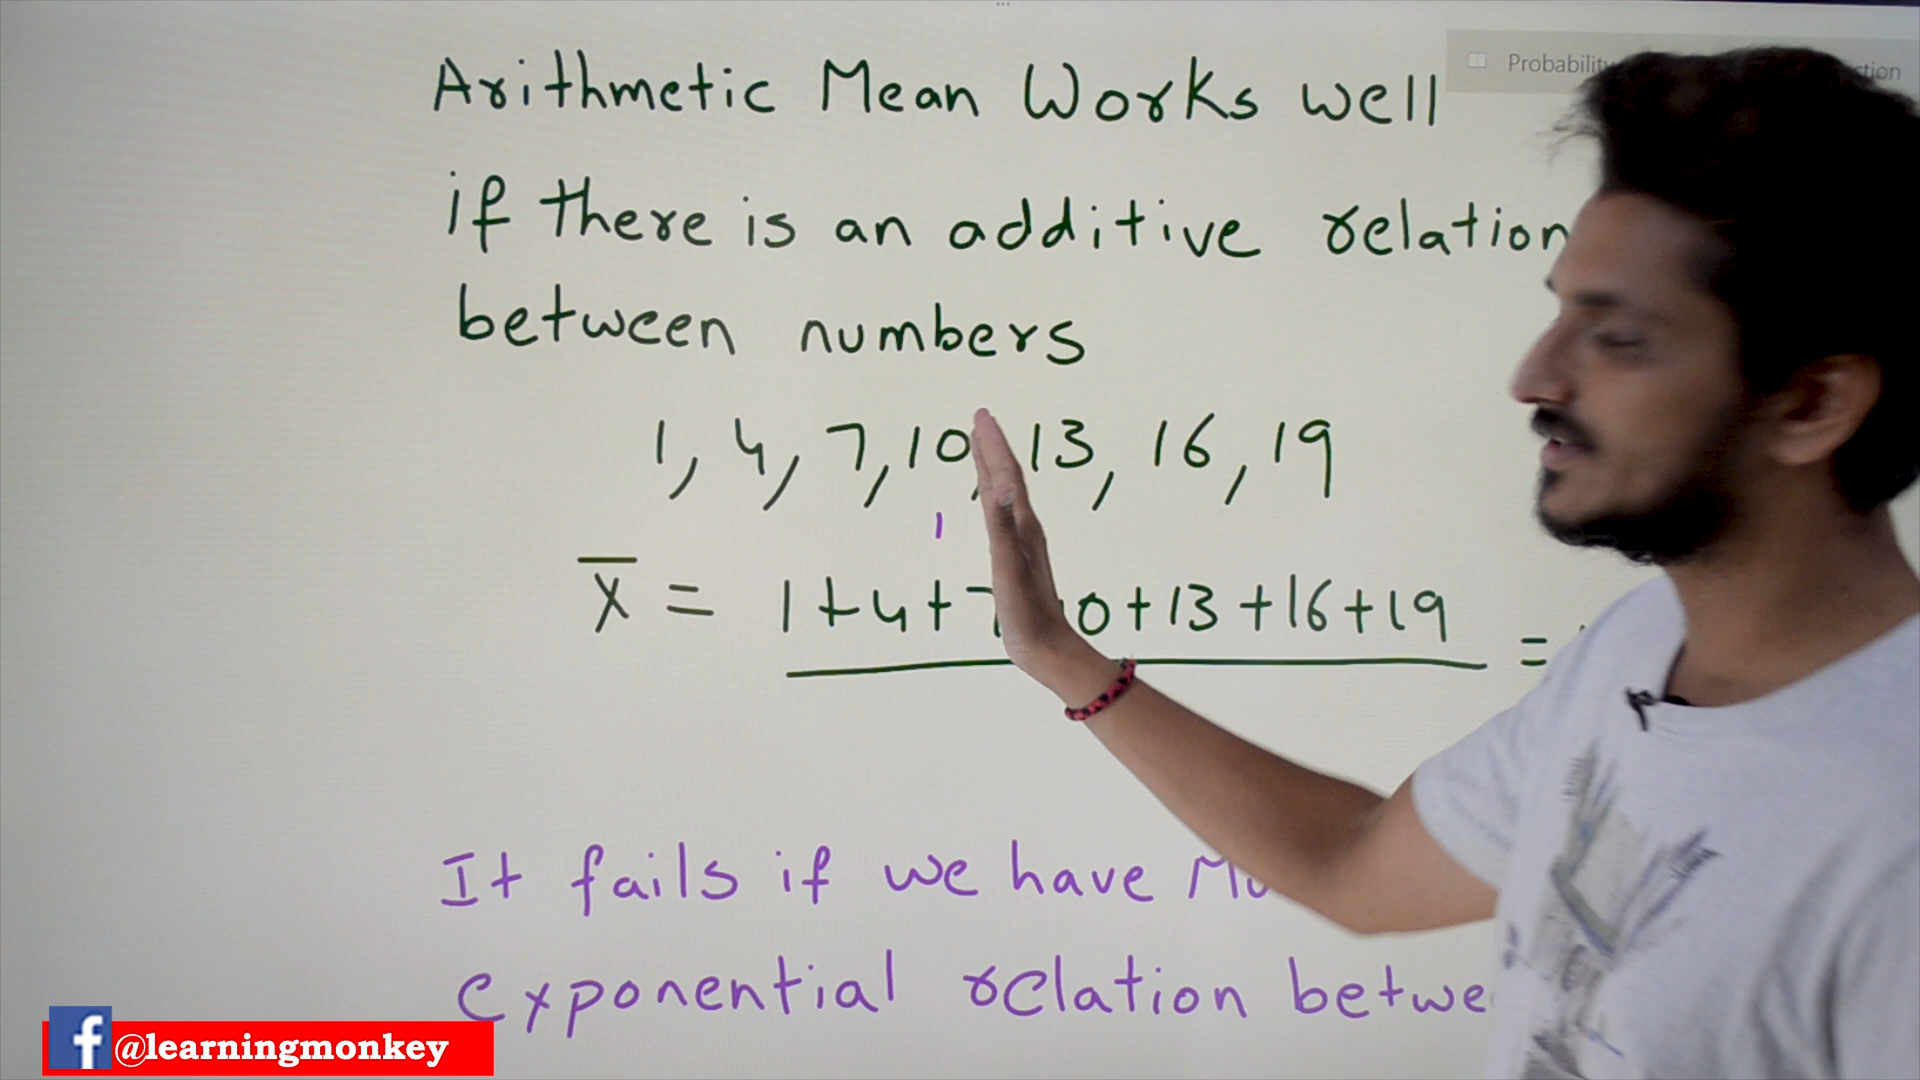 Probability
Arithmetic Mean Works well
if there is an additive relation
between numbers
1, 4, 7, 10, 13, 16, 19
X̅ = 1+4+7 0+13+16+19 =
It fails if we have
exponential relation
@learningmonkey